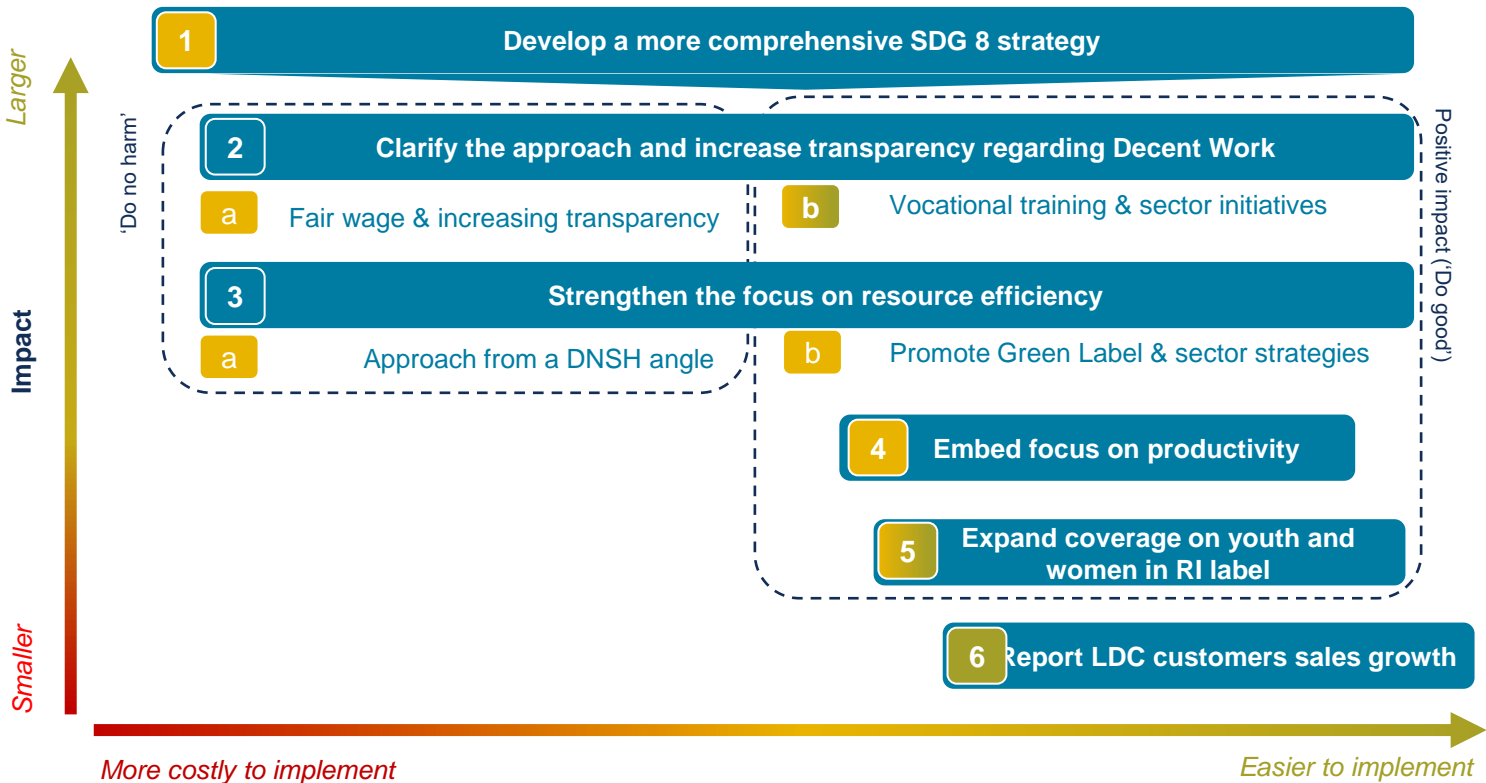 Larger
1
Develop a more comprehensive SDG 8 strategy
'Do no harm'
Positive impact ('Do good')
2
Clarify the approach and increase transparency regarding Decent Work
a
Fair wage & increasing transparency
b
Vocational training & sector initiatives
3
Strengthen the focus on resource efficiency
a
Approach from a DNSH angle
b
Promote Green Label & sector strategies
Impact
4
Embed focus on productivity
5
Expand coverage on youth and
women in RI label
6
Report LDC customers sales growth
Smaller
More costly to implement
Easier to implement